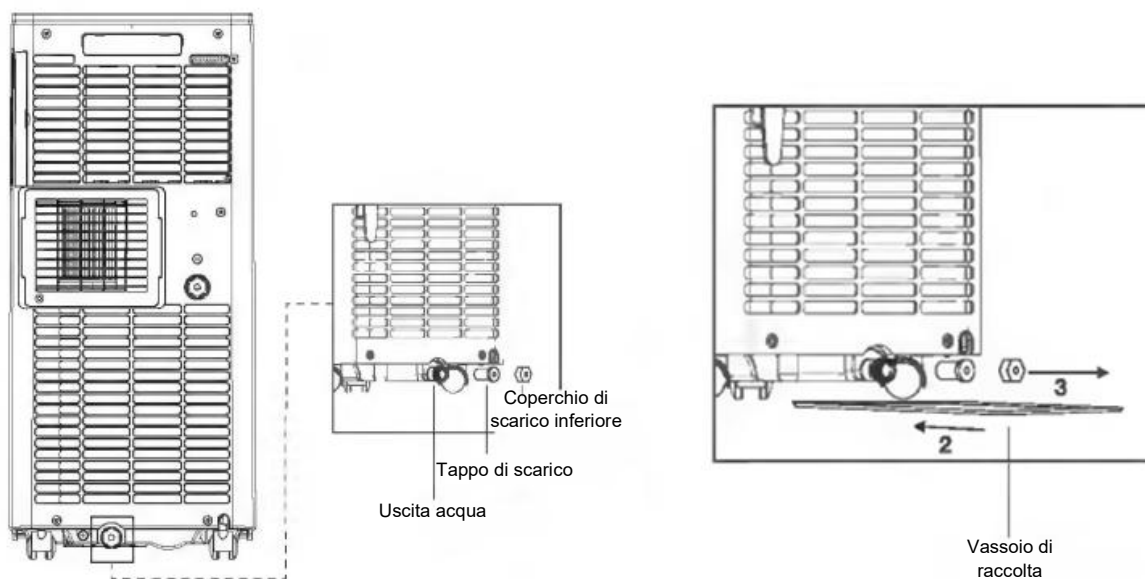 Coperchio di
scarico inferiore
Tappo di scarico
Uscita acqua
3
2
Vassoio di
raccolta